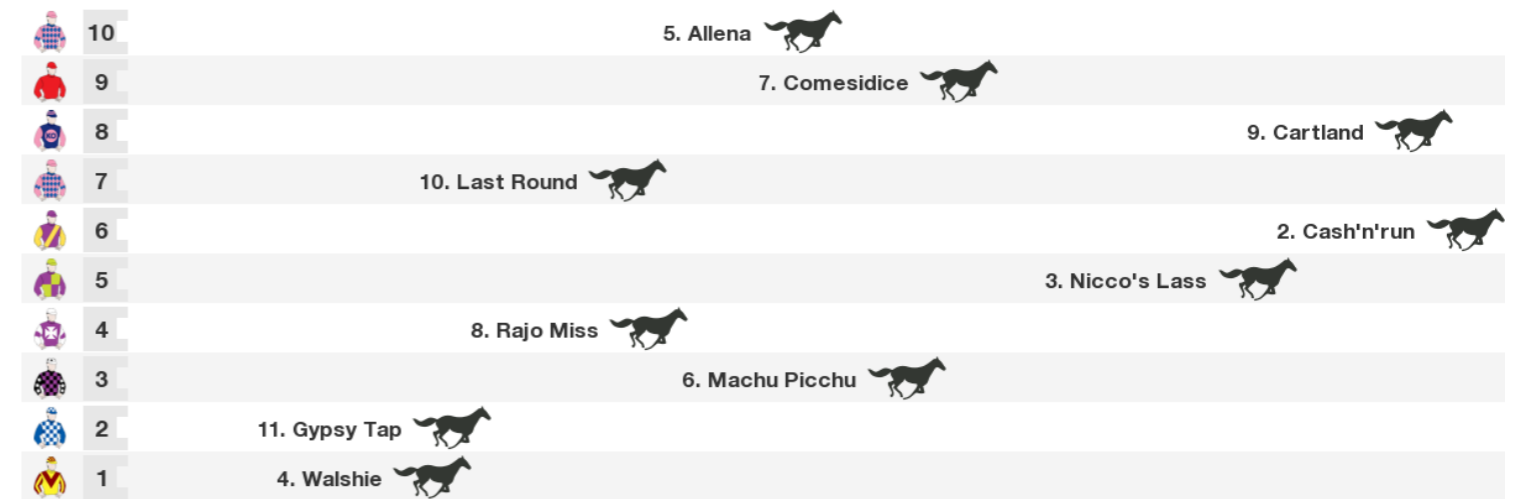 10 5. Allena
9 7. Comesidice
8 9. Cartland
7 10. Last Round
6 2. Cash'n'run
5 3. Nicco's Lass
4 8. Rajo Miss
3 6. Machu Picchu
2 11. Gypsy Tap
1 4. Walshie